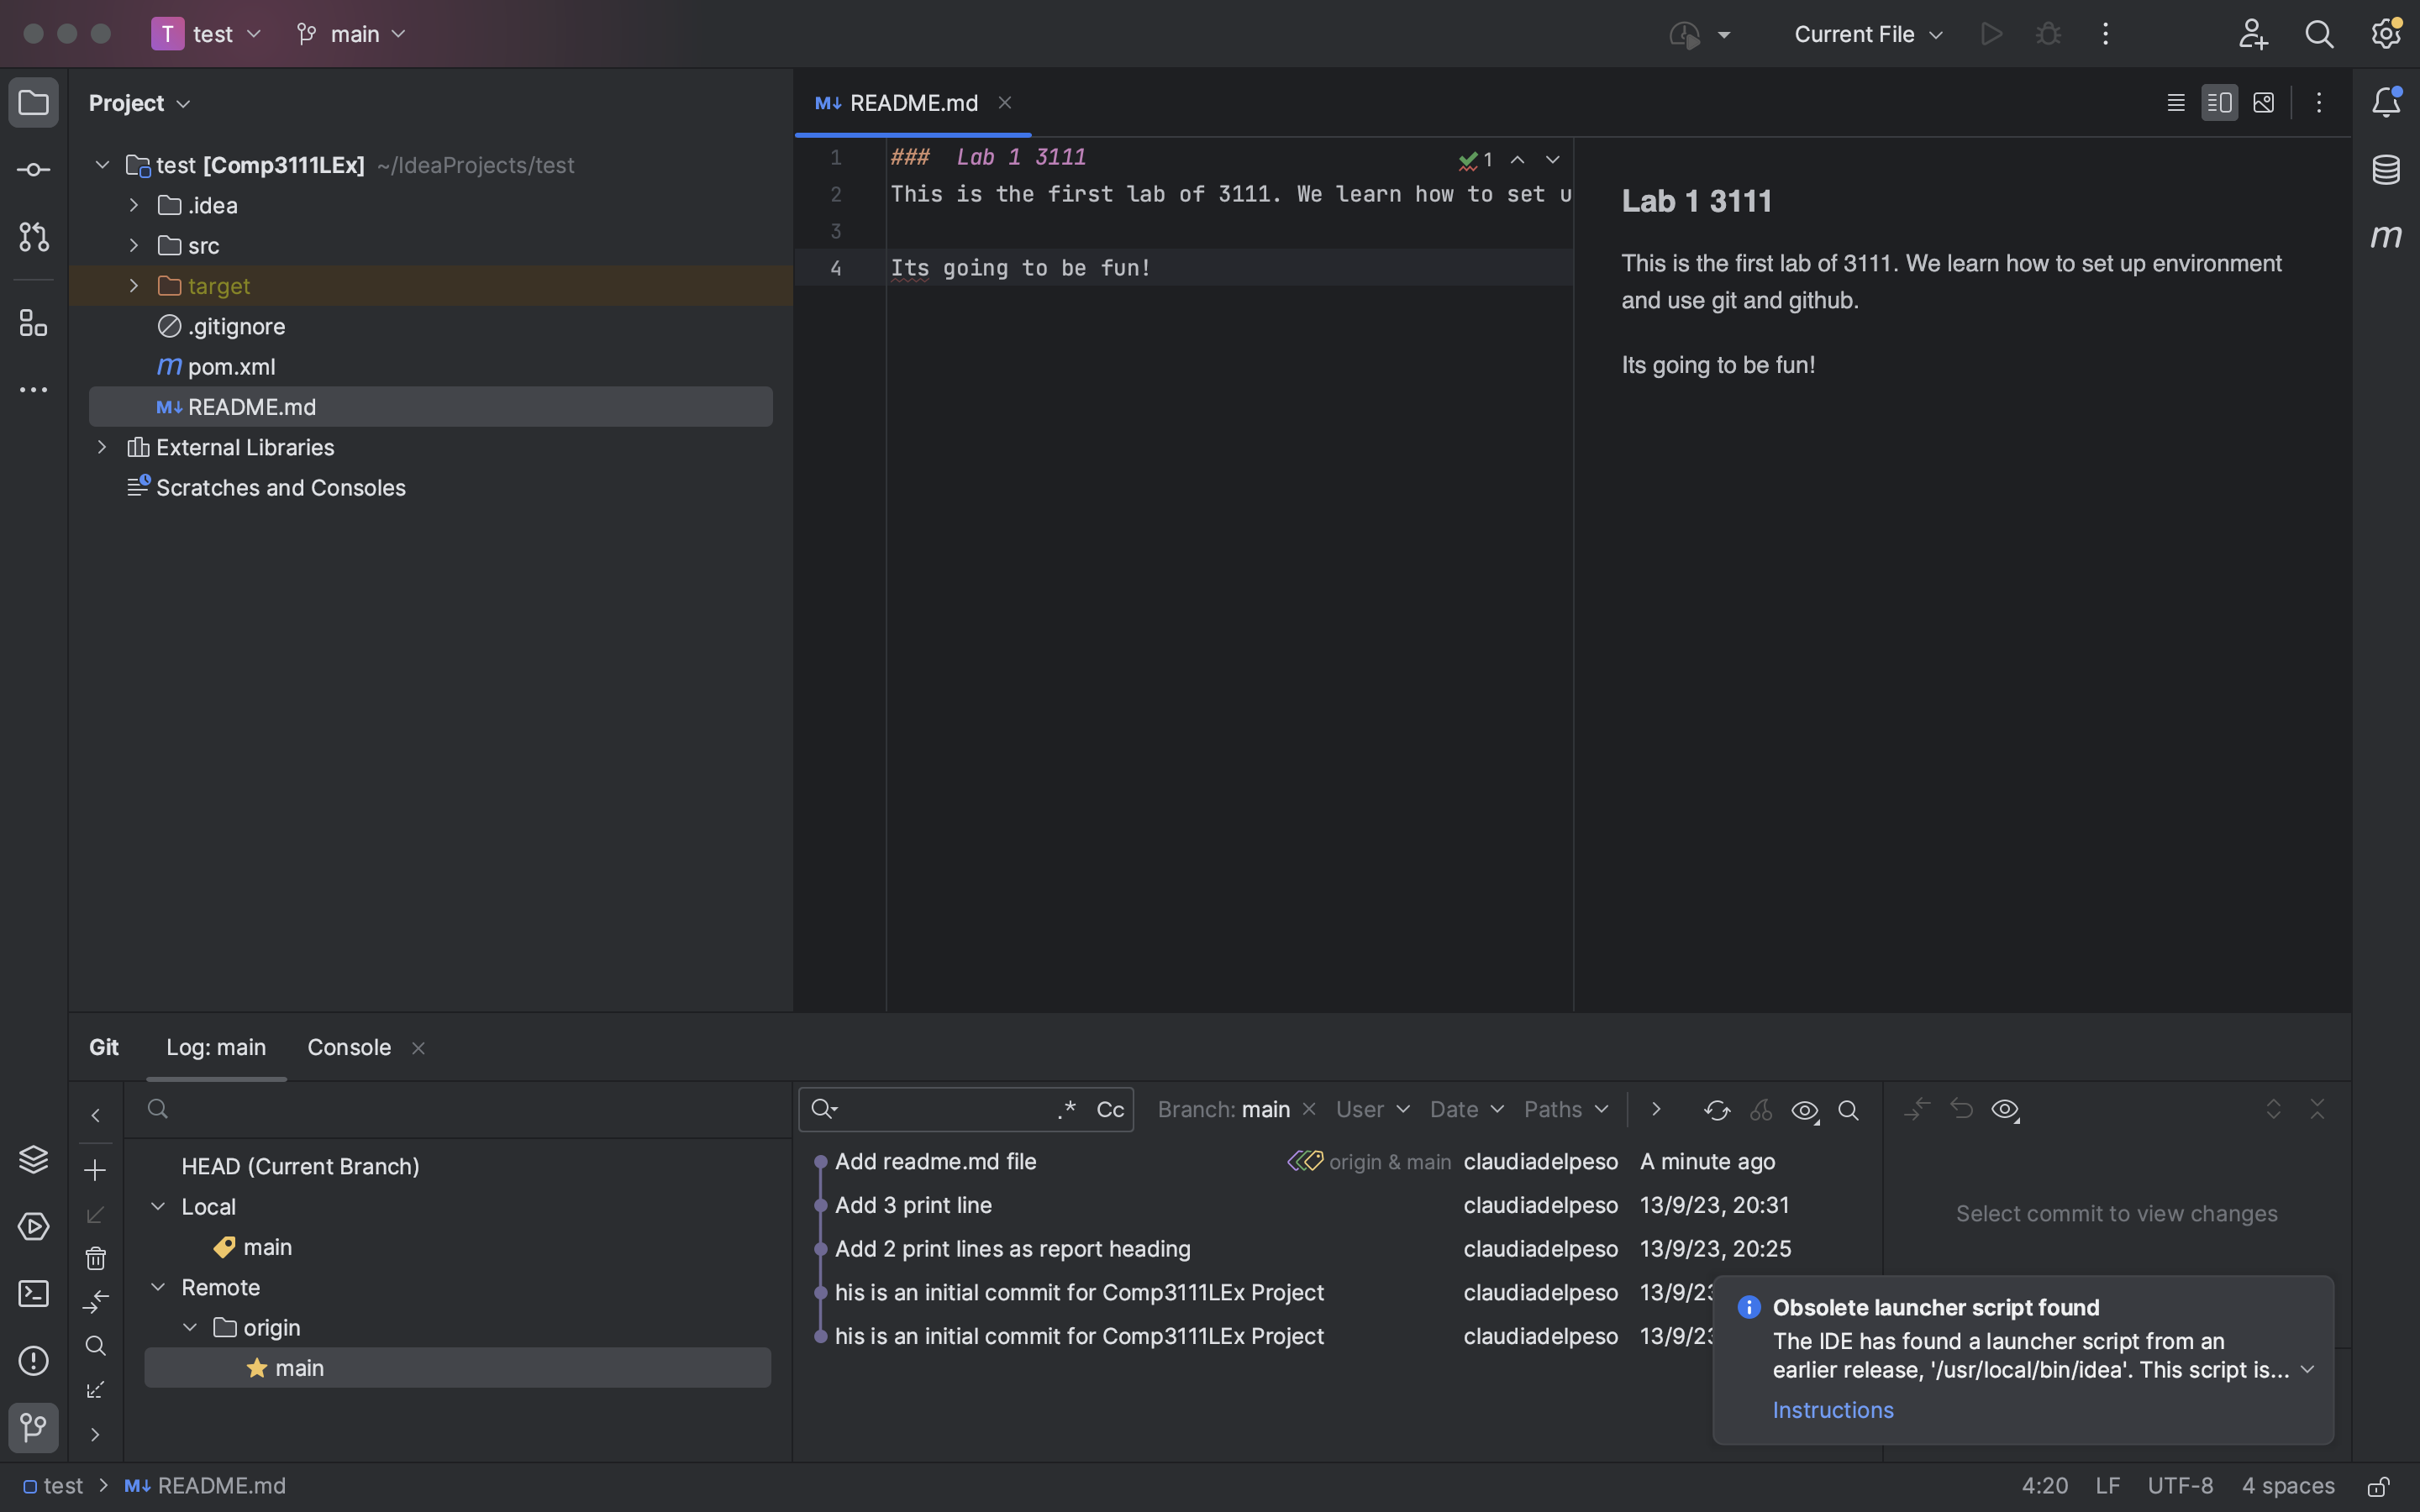 T test main Current File
Project
M↓ README.md
test [Comp3111LEx] ~/IdeaProjects/test
.idea
src
target
.gitignore
m pom.xml
M↓ README.md
External Libraries
Scratches and Consoles
1 ### Lab 1 3111
1
2 This is the first lab of 3111. We learn how to set u
3
4 Its going to be fun!
Lab 1 3111
This is the first lab of 3111. We learn how to set up environment
and use git and github.
Its going to be fun!
m
Git Log: main Console
.* Cc Branch: main User Date Paths
HEAD (Current Branch)
Local
main
Remote
origin
main
Add readme.md file origin & main claudiadelpeso A minute ago
Add 3 print line claudiadelpeso 13/9/23, 20:31
Add 2 print lines as report heading claudiadelpeso 13/9/23, 20:25
his is an initial commit for Comp3111LEx Project claudiadelpeso 13/9/23
his is an initial commit for Comp3111LEx Project claudiadelpeso 13/9/23
Select commit to view changes
Obsolete launcher script found
The IDE has found a launcher script from an
earlier release, '/usr/local/bin/idea'. This script is...
Instructions
test M↓ README.md
4:20 LF UTF-8 4 spaces